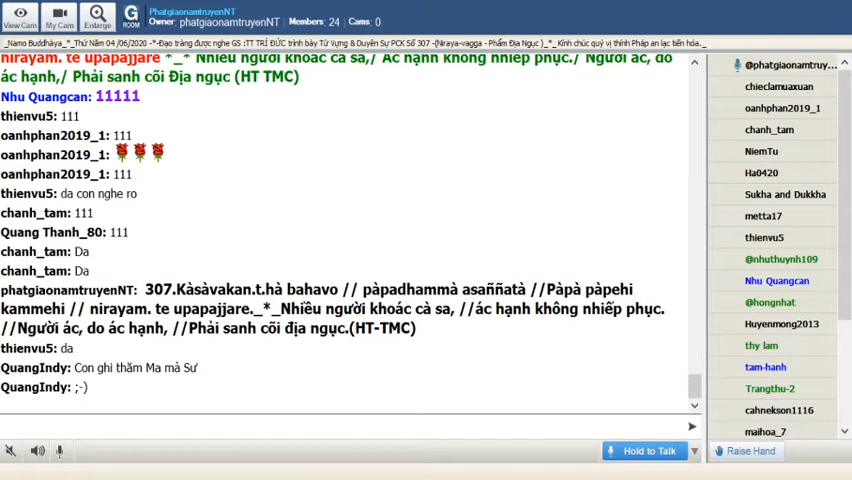 View Cam
My Cam
Enlarge
G
ROOM
PhatgiaonamtruyenNT
Owner: phatgiaonamtruyenNT | Members: 24 | Cams: 0
_Namo Buddhàya_*_Thứ Năm 04 /06/2020 -*-Đạo tràng được nghe GS :TT TRÍ ĐỨC trình bày Từ Vựng & Duyên Sự PCK Số 307 -(Niraya-vagga - Phẩm Địa Ngục )_*_ Kính chúc quý vị thính Pháp an lạc tiến hóa._
nirayam. te upapajjare *_* Nhiều người khoác cà sa,/ Ác hạnh không nhiếp phục./ Người ác, do
ác hạnh,/ Phải sanh cõi Địa ngục (HT TMC)
Nhu Quangcan: 11111
thienvu5: 111
oanhphan2019_1: 111
oanhphan2019_1:
oanhphan2019_1: 111
thienvu5: da con nghe ro
chanh_tam: 111
Quang Thanh_80: 111
chanh_tam: Da
chanh_tam: Da
phatgiaonamtruyenNT: 307.Kàsàvakan.t.hà bahavo // pàpadhammà asaññatà //Pàpà pàpehi
kammehi // nirayam. te upapajjare._*_Nhiều người khoác cà sa, //ác hạnh không nhiếp phục.
//Người ác, do ác hạnh, //Phải sanh cõi địa ngục.(HT-TMC)
thienvu5: da
QuangIndy: Con ghi thăm Ma mà Sư
QuangIndy: ;-)
Hold to Talk
@phatgiaonamtruy...
chieclamuaxuan
oanhphan2019_1
chanh_tam
NiemTu
Ha0420
Sukha and Dukkha
metta17
thienvu5
@nhuthuynh109
Nhu Quangcan
@hongnhat
Huyenmong2013
thy lam
tam-hanh
Trangthu-2
cahnekson1116
maihoa_7
Raise Hand